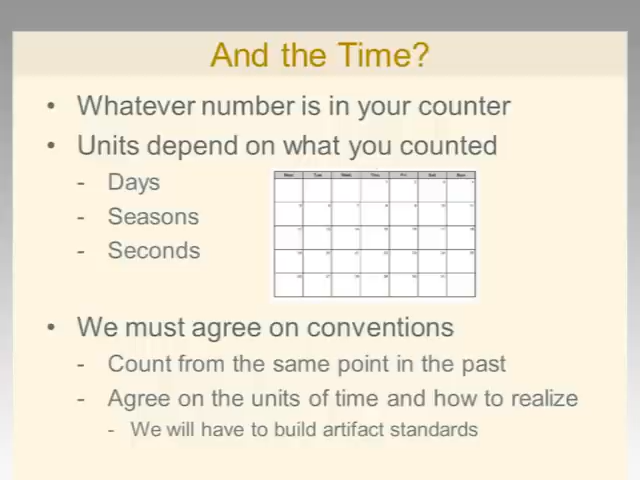 And the Time?
• Whatever number is in your counter
• Units depend on what you counted
- Days
- Seasons
- Seconds
• We must agree on conventions
- Count from the same point in the past
- Agree on the units of time and how to realize
- We will have to build artifact standards